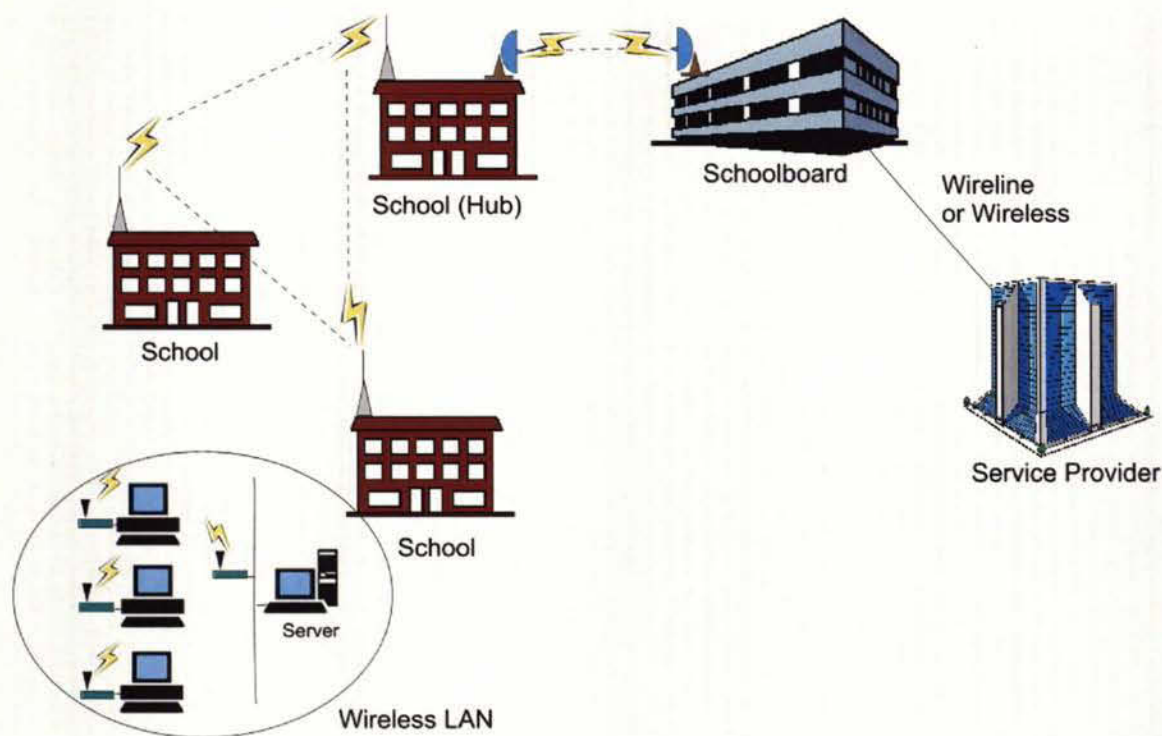 School (Hub)
Schoolboard
Wireline
or Wireless
School
Service Provider
School
Server
Wireless LAN